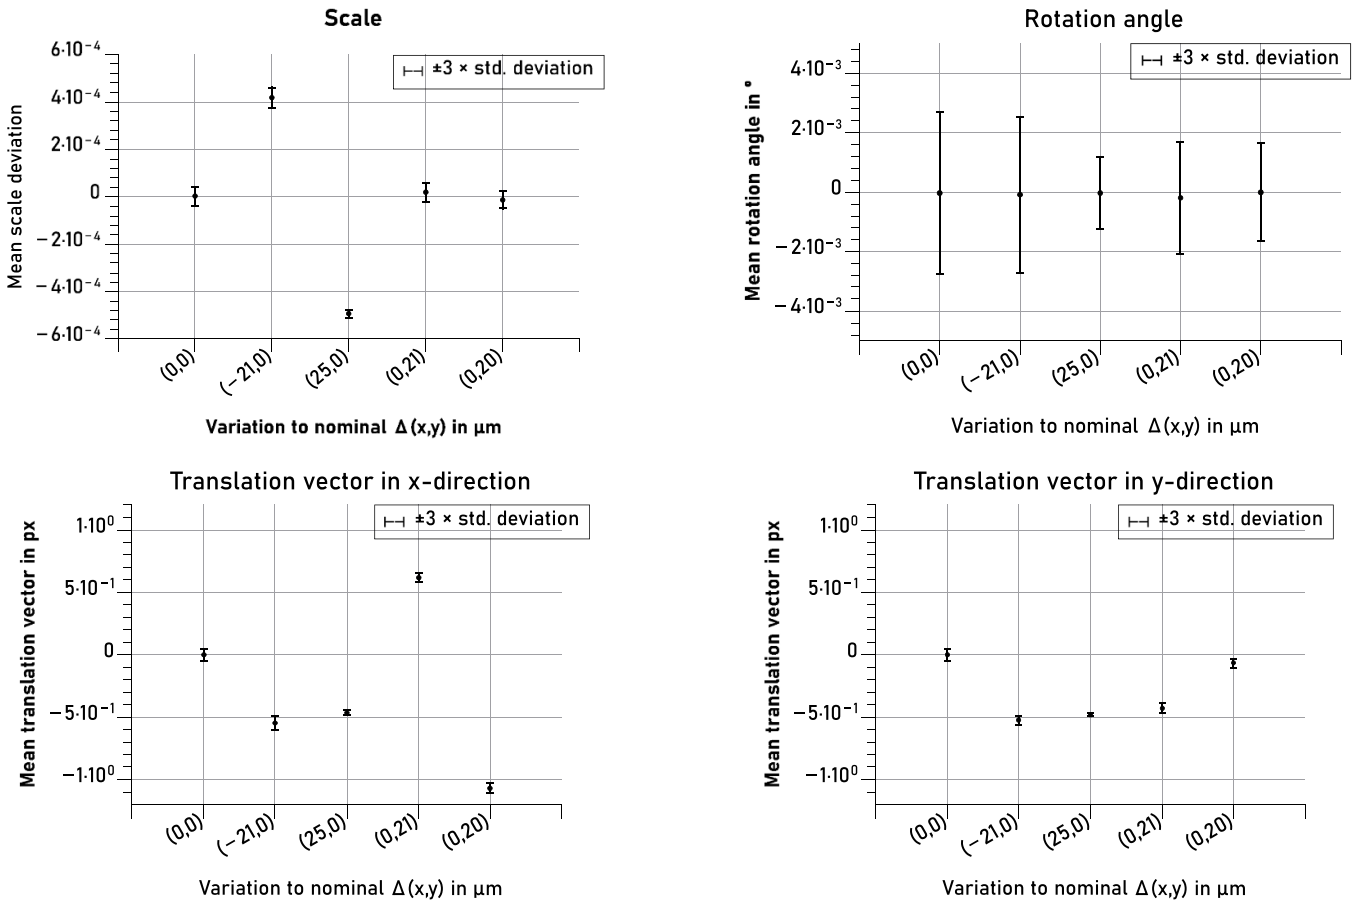 Scale
6·10⁻⁴
4·10⁻⁴
2·10⁻⁴
0
−2·10⁻⁴
−4·10⁻⁴
−6·10⁻⁴
Mean scale deviation
±3 × std. deviation
(0,0)
(−21,0)
(25,0)
(0,21)
(0,20)
Variation to nominal Δ(x,y) in µm
Rotation angle
4·10⁻³
2·10⁻³
0
−2·10⁻³
−4·10⁻³
Mean rotation angle in °
±3 × std. deviation
(0,0)
(−21,0)
(25,0)
(0,21)
(0,20)
Variation to nominal Δ(x,y) in µm
Translation vector in x-direction
1·10⁰
5·10⁻¹
0
−5·10⁻¹
−1·10⁰
Mean translation vector in px
±3 × std. deviation
(0,0)
(−21,0)
(25,0)
(0,21)
(0,20)
Variation to nominal Δ(x,y) in µm
Translation vector in y-direction
1·10⁰
5·10⁻¹
0
−5·10⁻¹
−1·10⁰
Mean translation vector in px
±3 × std. deviation
(0,0)
(−21,0)
(25,0)
(0,21)
(0,20)
Variation to nominal Δ(x,y) in µm